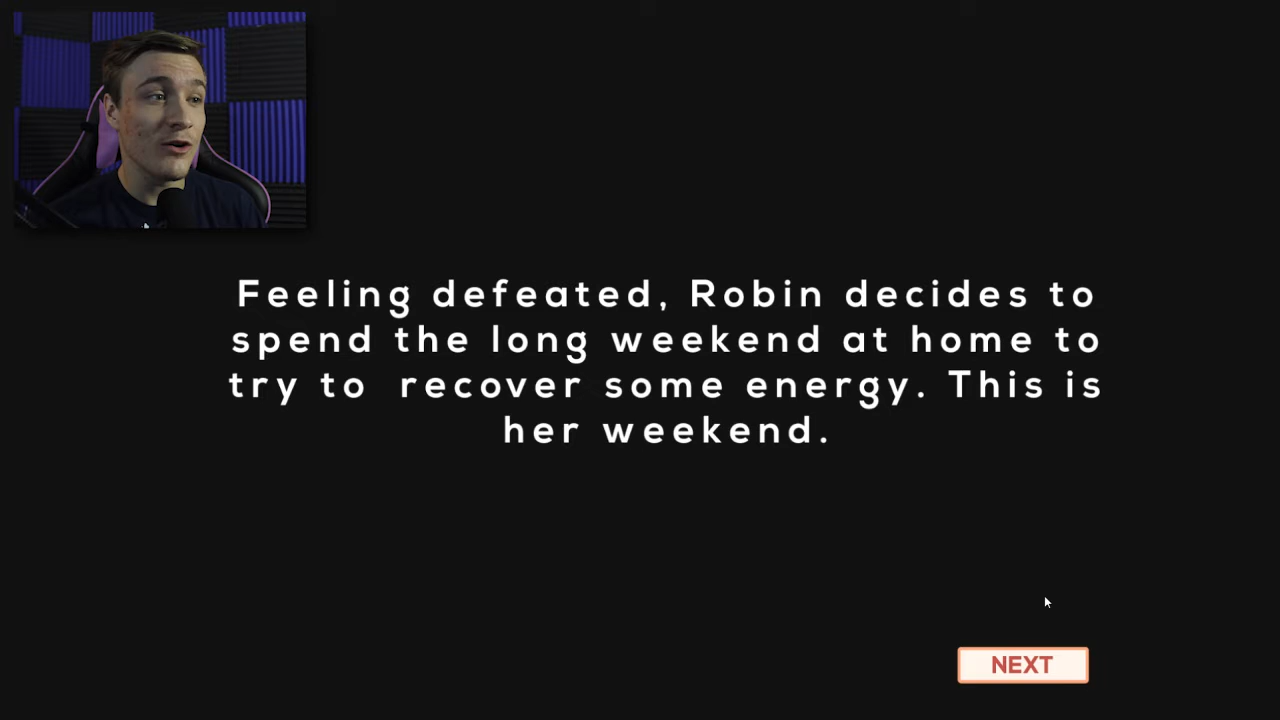 Feeling defeated, Robin decides to
spend the long weekend at home to
try to  recover some energy. This is
her weekend.
NEXT